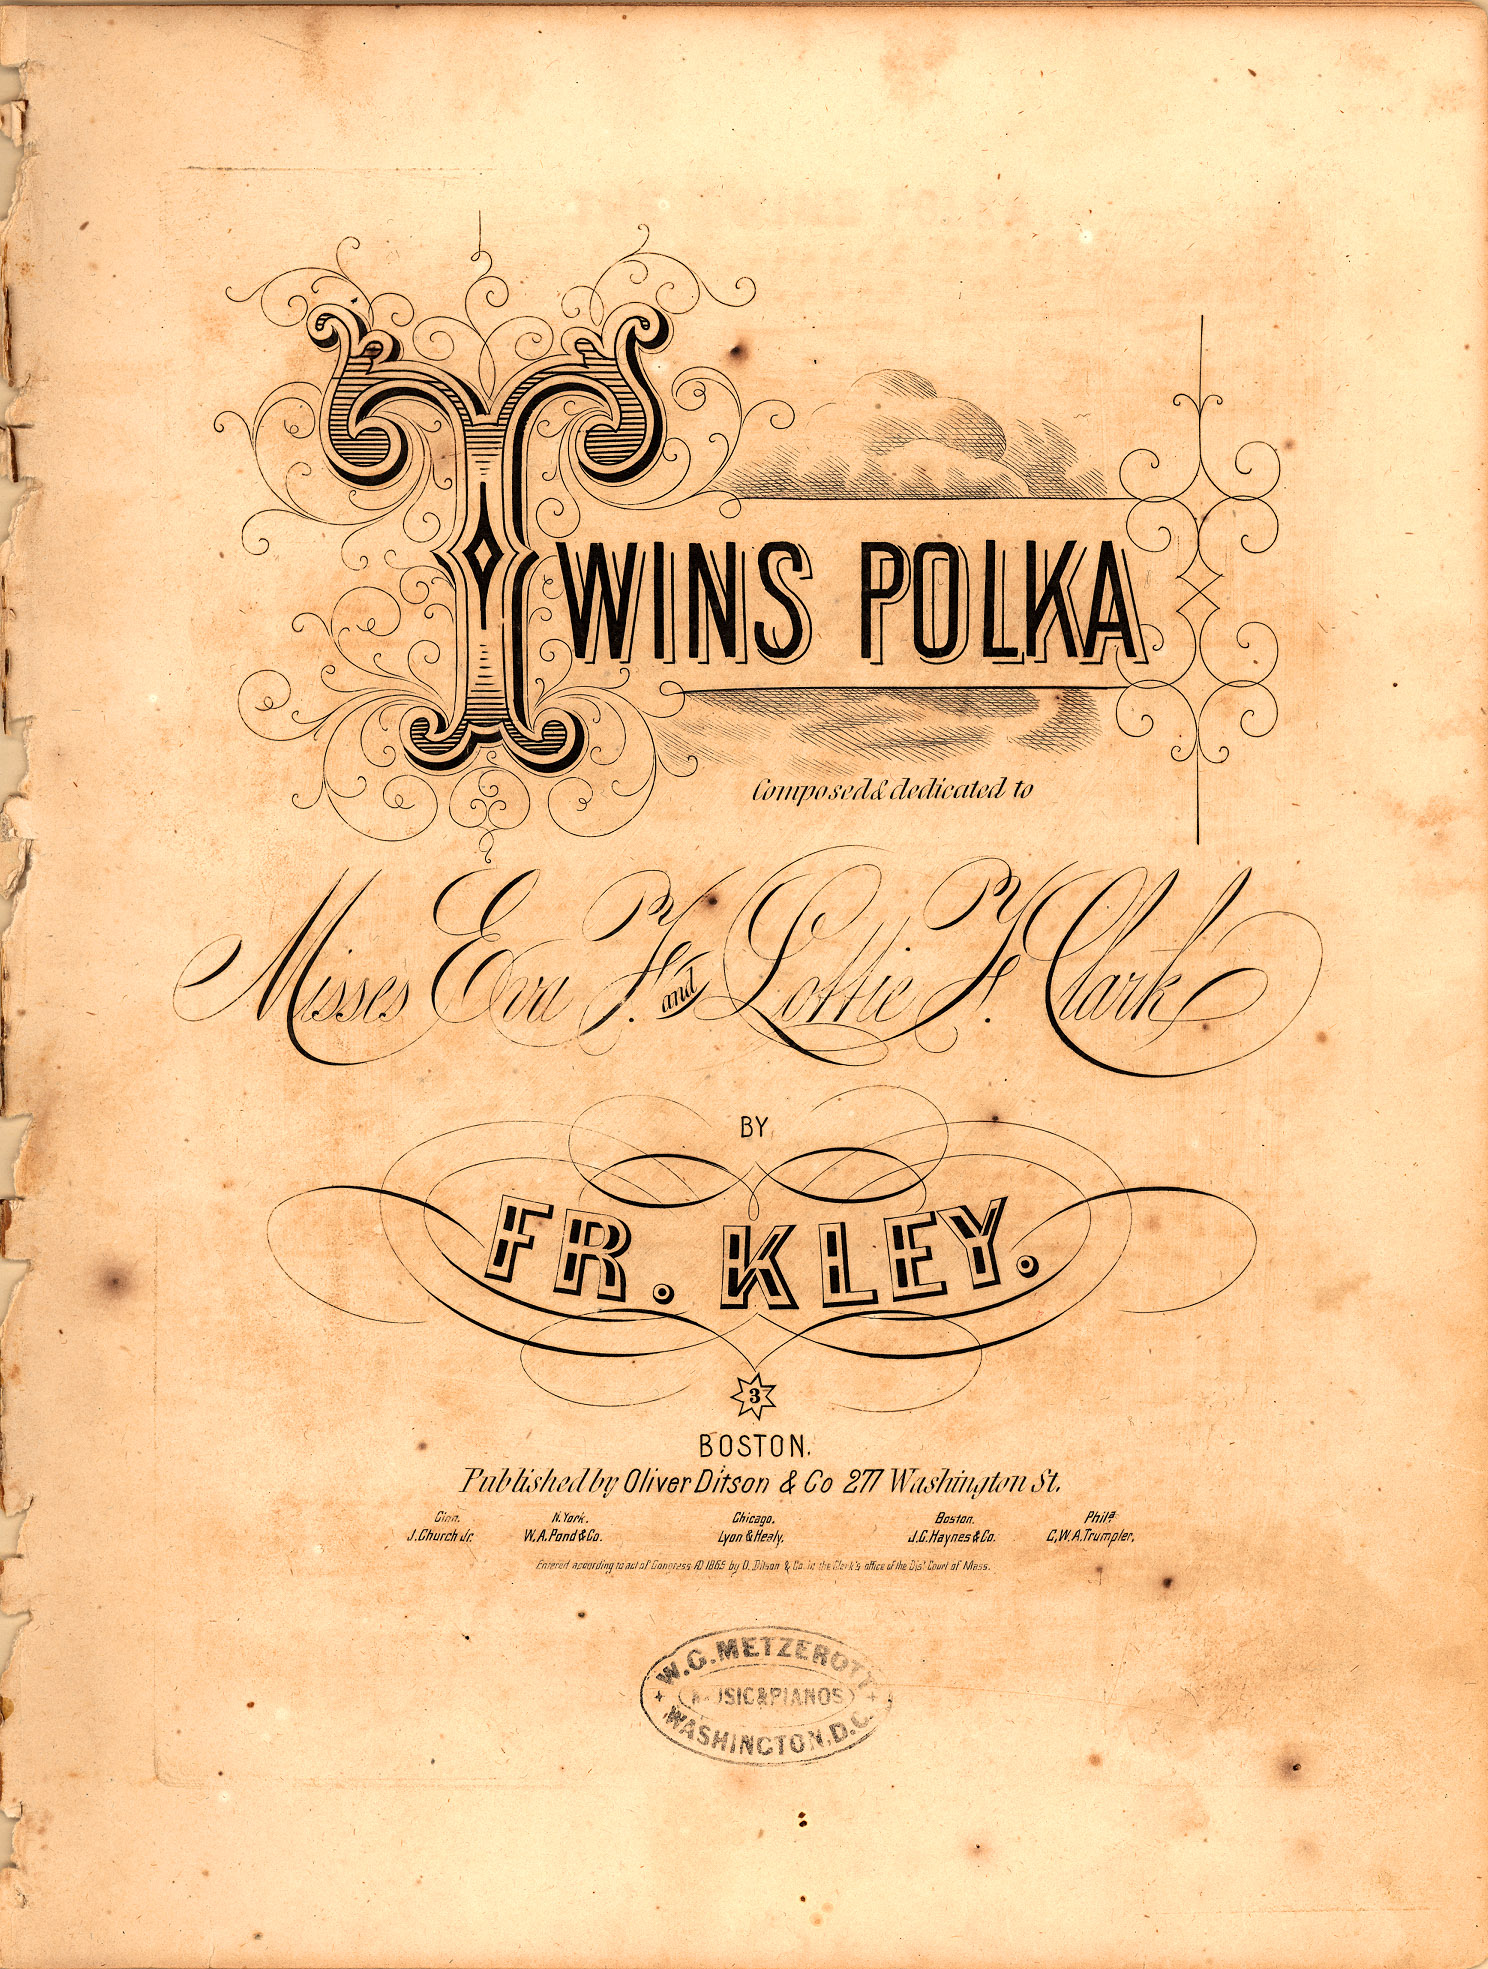 TWINS POLKA
Composed & dedicated to
Misses Eva F. and Lottie F. Clark
BY
FR. KLEY.
3
BOSTON.
Published by Oliver Ditson & Co 277 Washington St.
Cinn. N. York. Chicago. Boston. Phila.
J. Church Jr. W. A. Pond & Co. Lyon & Healy. J. C. Haynes & Co. C. W. A. Trumpler.
Entered according to act of Congress AD 1865 by O. Ditson & Co. in the Clerk's office of the Dist Court of Mass.
W. G. METZEROTT
MUSIC & PIANOS
WASHINGTON. D. C.